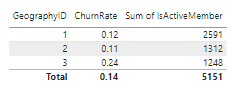 GeographyID ChurnRate Sum of IsActiveMember
1 0.12 2591
2 0.11 1312
3 0.24 1248
Total 0.14 5151